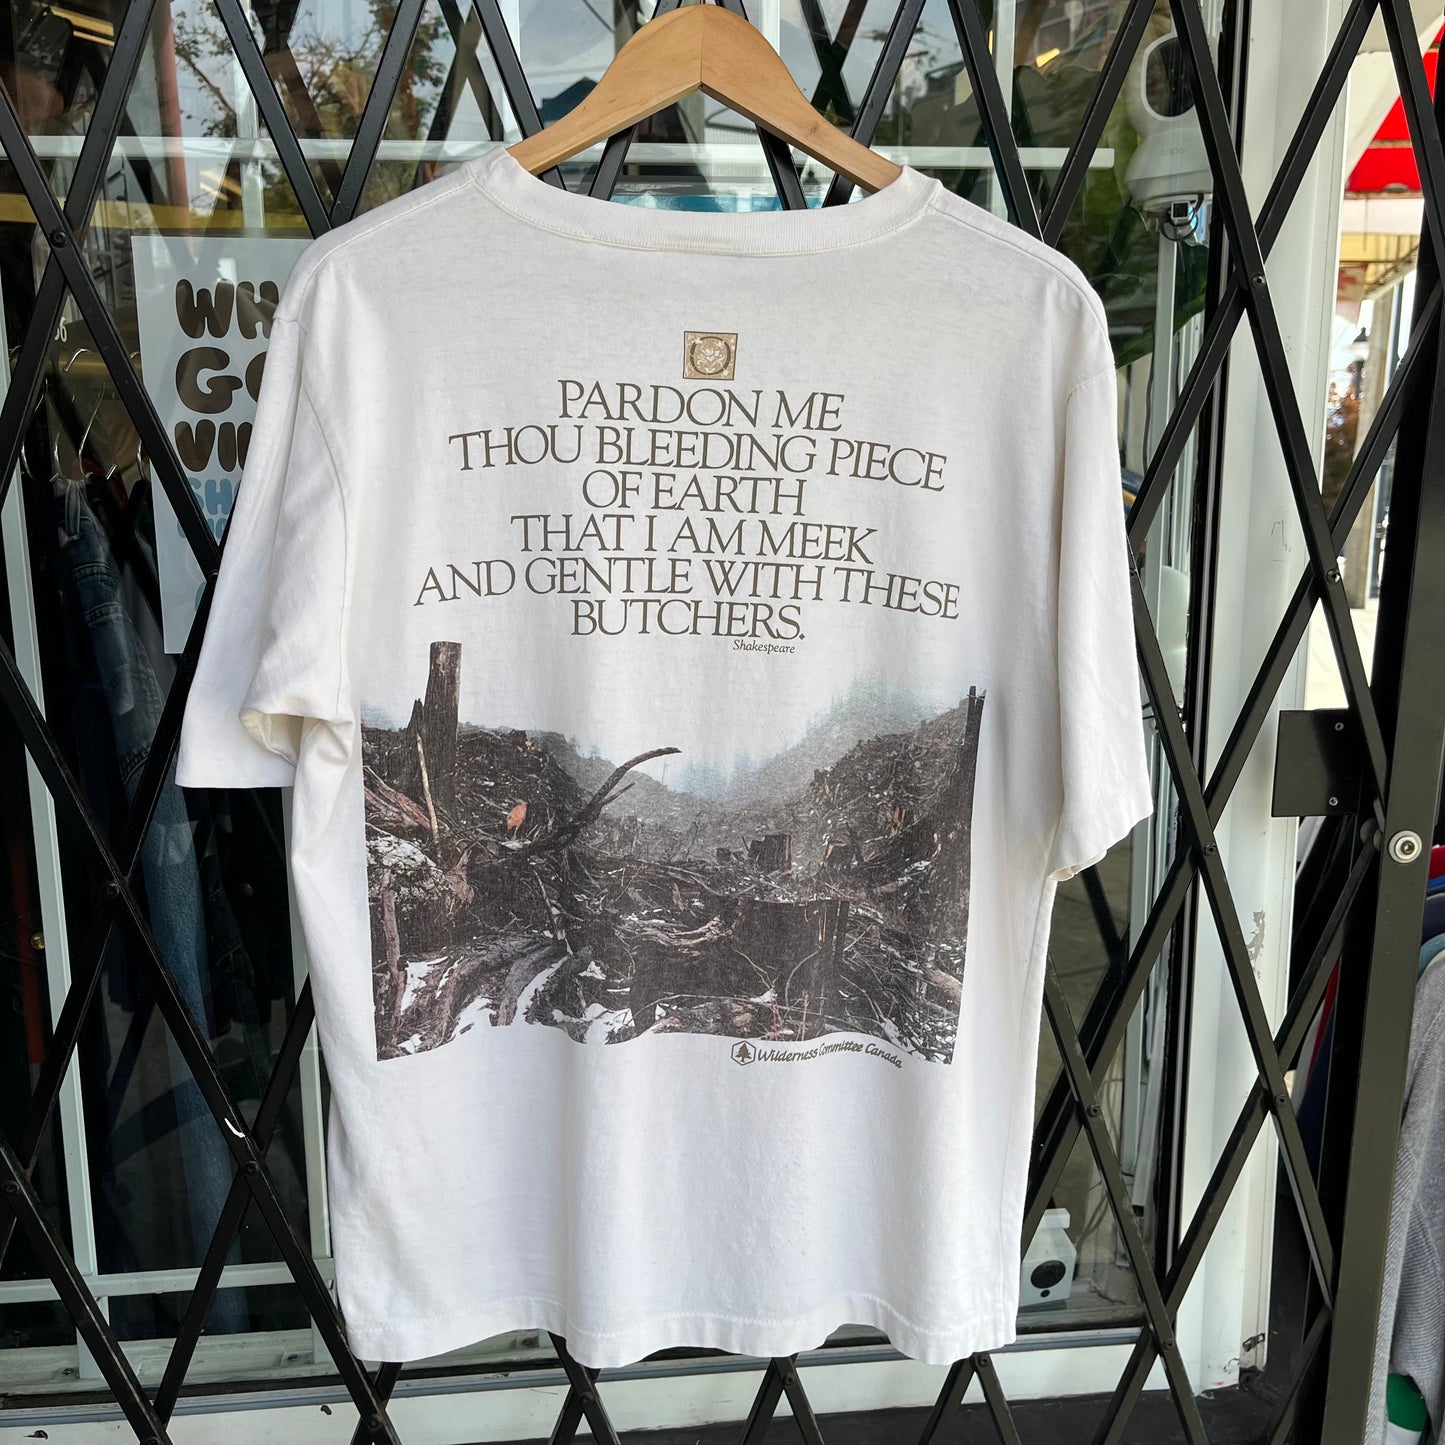 PARDON ME
THOU BLEEDING PIECE
OF EARTH
THAT I AM MEEK
AND GENTLE WITH THESE
BUTCHERS.
Shakespeare
Wilderness Committee Canada
tapo